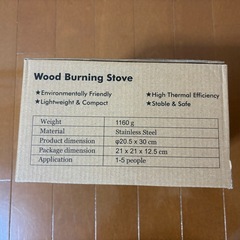 Wood Burning Stove
★Environmentally Friendly ★High Thermal Efficiency
★Lightweight & Compact ★Stable & Safe
Weight 1160 g
Material Stainless Steel
Product dimension φ20.5 x 30 cm
Package dimension 21 x 21 x 12.5 cm
Application 1-5 people